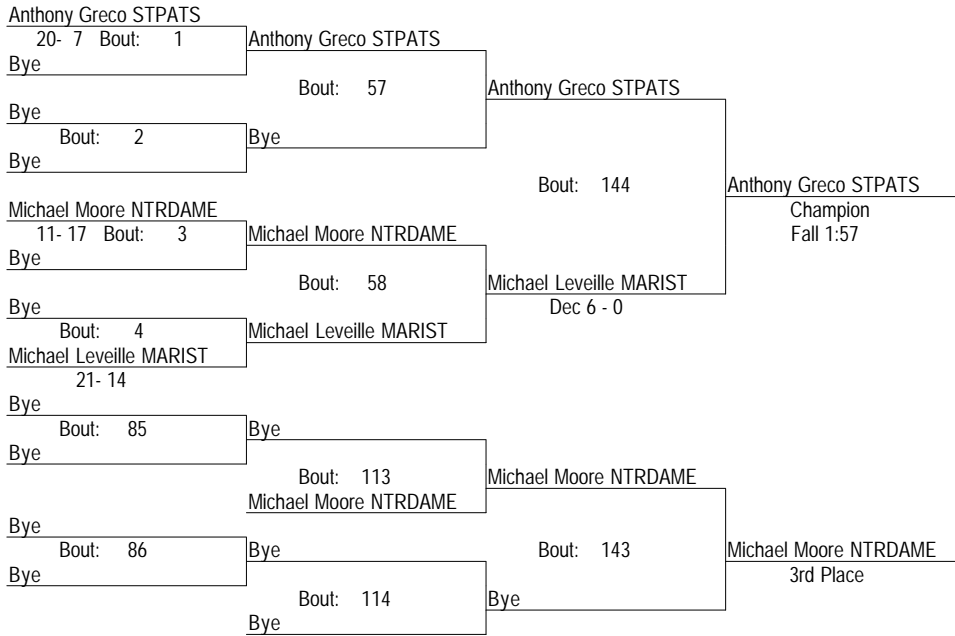 Anthony Greco STPATS
20- 7 Bout: 1 Anthony Greco STPATS
Bye
Bout: 57 Anthony Greco STPATS
Bye
Bout: 2 Bye
Bye
Bout: 144 Anthony Greco STPATS
Michael Moore NTRDAME Champion
11- 17 Bout: 3 Michael Moore NTRDAME Fall 1:57
Bye
Bout: 58 Michael Leveille MARIST
Bye Dec 6 - 0
Bout: 4 Michael Leveille MARIST
Michael Leveille MARIST
21- 14
Bye
Bout: 85 Bye
Bye
Bout: 113 Michael Moore NTRDAME
Michael Moore NTRDAME
Bye
Bout: 86 Bye Bout: 143 Michael Moore NTRDAME
Bye 3rd Place
Bout: 114 Bye
Bye